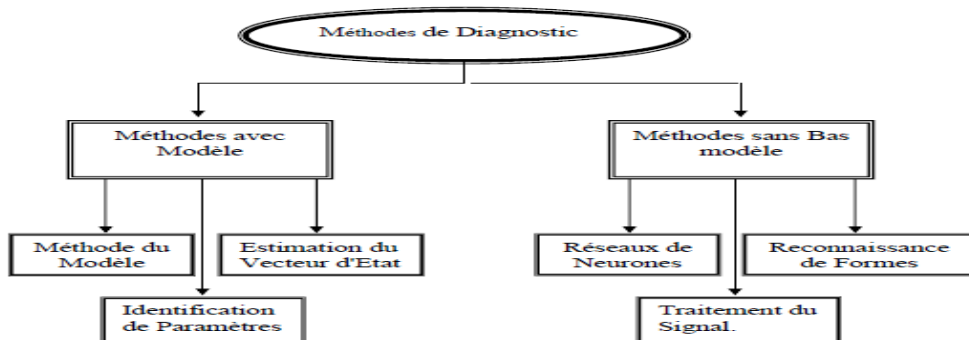 Méthodes de Diagnostic
Méthodes avec
Modèle
Méthodes sans Bas
modèle
Méthode du
Modèle
Estimation du
Vecteur d'Etat
Réseaux de
Neurones
Reconnaissance
de Formes
Identification
de Paramètres
Traitement du
Signal.